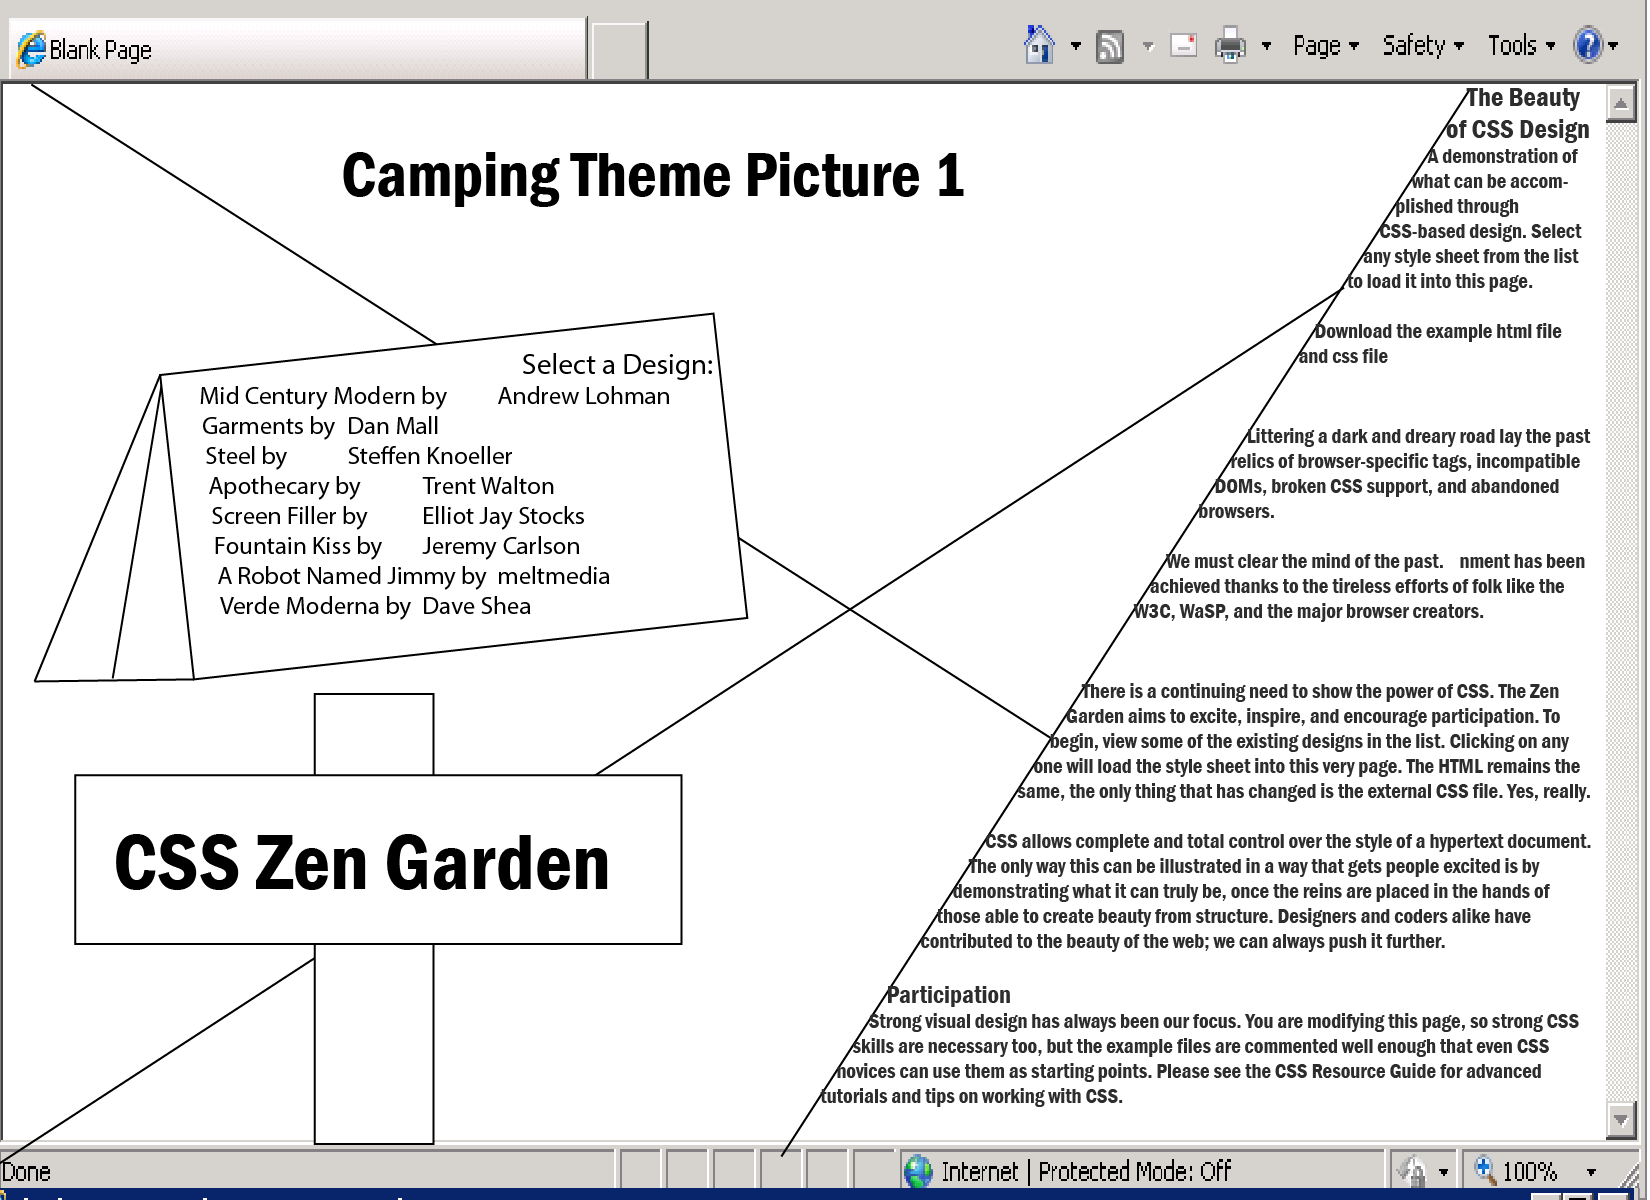 Blank Page
Page
Safety
Tools
Camping Theme Picture 1
Select a Design:
Mid Century Modern by Andrew Lohman
Garments by Dan Mall
Steel by Steffen Knoeller
Apothecary by Trent Walton
Screen Filler by Elliot Jay Stocks
Fountain Kiss by Jeremy Carlson
A Robot Named Jimmy by meltmedia
Verde Moderna by Dave Shea
CSS Zen Garden
The Beauty
of CSS Design
A demonstration of
what can be accom-
plished through
CSS-based design. Select
any style sheet from the list
to load it into this page.
Download the example html file
and css file
Littering a dark and dreary road lay the past
relics of browser-specific tags, incompatible
DOMs, broken CSS support, and abandoned
browsers.
We must clear the mind of the past. nment has been
achieved thanks to the tireless efforts of folk like the
W3C, WaSP, and the major browser creators.
There is a continuing need to show the power of CSS. The Zen
Garden aims to excite, inspire, and encourage participation. To
begin, view some of the existing designs in the list. Clicking on any
one will load the style sheet into this very page. The HTML remains the
same, the only thing that has changed is the external CSS file. Yes, really.
CSS allows complete and total control over the style of a hypertext document.
The only way this can be illustrated in a way that gets people excited is by
demonstrating what it can truly be, once the reins are placed in the hands of
those able to create beauty from structure. Designers and coders alike have
contributed to the beauty of the web; we can always push it further.
Participation
Strong visual design has always been our focus. You are modifying this page, so strong CSS
skills are necessary too, but the example files are commented well enough that even CSS
novices can use them as starting points. Please see the CSS Resource Guide for advanced
tutorials and tips on working with CSS.
Done
Internet | Protected Mode: Off
100%